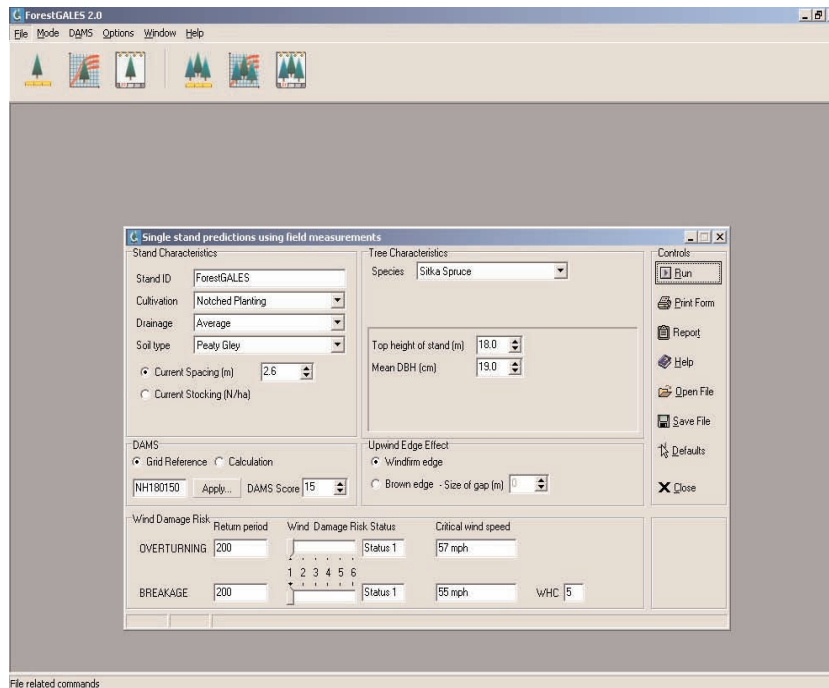 ForestGALES 2.0
File Mode DAMS Options Window Help
Single stand predictions using field measurements
Stand Characteristics
Stand ID ForestGALES
Cultivation Notched Planting
Drainage Average
Soil type Peaty Gley
Current Spacing (m) 2.6
Current Stocking (N/ha)
Tree Characteristics
Species Sitka Spruce
Top height of stand (m) 18.0
Mean DBH (cm) 19.0
Controls
Run
Print Form
Report
Help
Open File
Save File
Defaults
Close
DAMS
Grid Reference Calculation
NH180150 Apply... DAMS Score 15
Upwind Edge Effect
Windfirm edge
Brown edge - Size of gap (m) 0
Wind Damage Risk
Return period Wind Damage Risk Status Critical wind speed
OVERTURNING 200 Status 1 57 mph
1 2 3 4 5 6
BREAKAGE 200 Status 1 55 mph WHC 5
File related commands